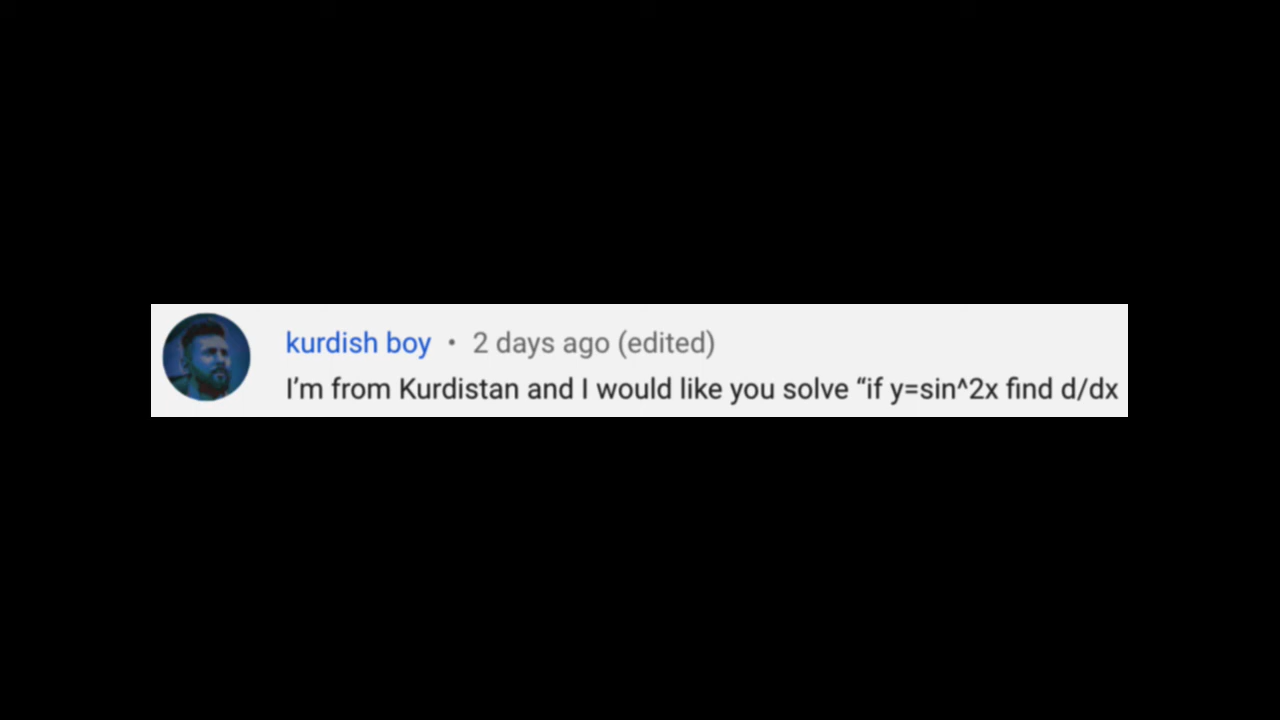 kurdish boy • 2 days ago (edited)
I’m from Kurdistan and I would like you solve “if y=sin^2x find d/dx